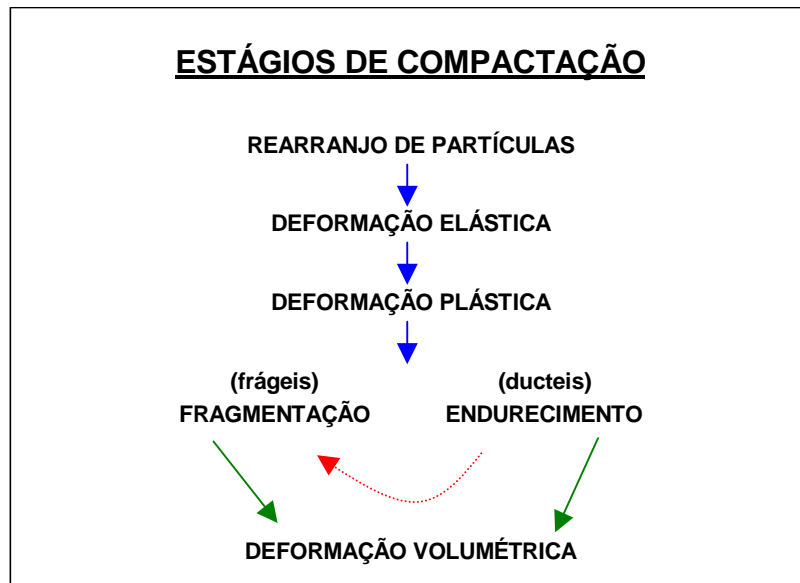 ESTÁGIOS DE COMPACTAÇÃO
REARRANJO DE PARTÍCULAS
DEFORMAÇÃO ELÁSTICA
DEFORMAÇÃO PLÁSTICA
(frágeis) (ducteis)
FRAGMENTAÇÃO ENDURECIMENTO
DEFORMAÇÃO VOLUMÉTRICA